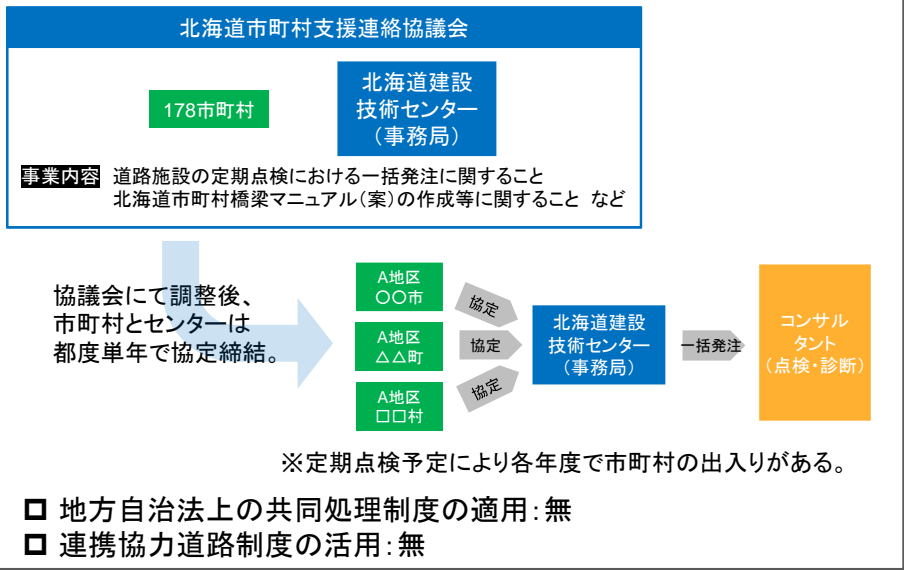 北海道市町村支援連絡協議会
178市町村
北海道建設
技術センター
（事務局）
事業内容 道路施設の定期点検における一括発注に関すること
北海道市町村橋梁マニュアル（案）の作成等に関すること など
協議会にて調整後、
市町村とセンターは
都度単年で協定締結。
A地区
〇〇市
協定
A地区
△△町
協定
A地区
□□村
協定
北海道建設
技術センター
（事務局）
一括発注
コンサル
タント
（点検・診断）
※定期点検予定により各年度で市町村の出入りがある。
地方自治法上の共同処理制度の適用：無
連携協力道路制度の活用：無